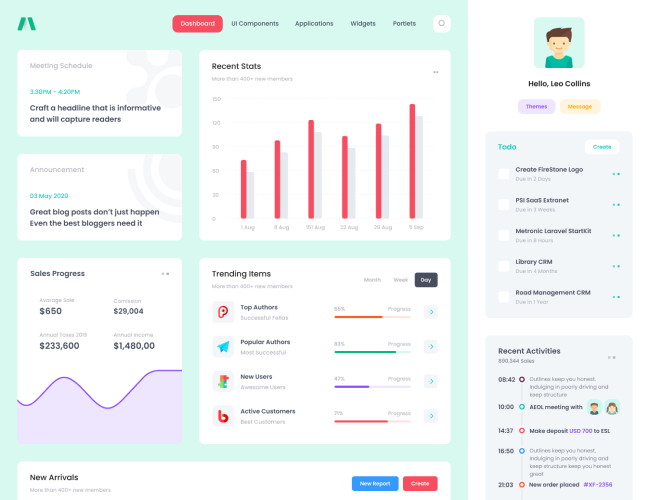 Dashboard
UI Components
Applications
Widgets
Portlets
Meeting Schedule
3:30PM - 4:20PM
Craft a headline that is informative
and will capture readers
Announcement
03 May 2020
Great blog posts don't just happen
Even the best bloggers need it
Recent Stats
More than 400+ new members
150
120
90
60
30
0
1 Aug
8 Aug
151 Aug
22 Aug
29 Aug
5 Sep
Sales Progress
Average Sale
$650
Comission
$29,004
Annual Taxes 2019
$233,600
Annual Income
$1,480,00
Trending Items
More than 400+ new members
Month
Week
Day
Top Authors
Successful Fellas
65%
Progress
Popular Authors
Most Successful
83%
Progress
New Users
Awesome Users
47%
Progress
Active Customers
Best Customers
71%
Progress
New Arrivals
More than 400+ new members
New Report
Create
Hello, Leo Collins
Themes
Message
Todo
Create
Create FireStone Logo
Due in 2 Days
PSI SaaS Extranet
Due in 3 Weeks
Metronic Laravel StartKit
Due in 8 Hours
Library CRM
Due in 4 Months
Road Management CRM
Due in 1 Year
Recent Activities
890,344 Sales
08:42
Outlines keep you honest.
Indulging in poorly driving and
keep structure
10:00
AEOL meeting with
14:37
Make deposit USD 700 to ESL
16:50
Outlines keep you honest.
Indulging in poorly driving and
keep structure keep you honest
great
21:03
New order placed #XF-2356